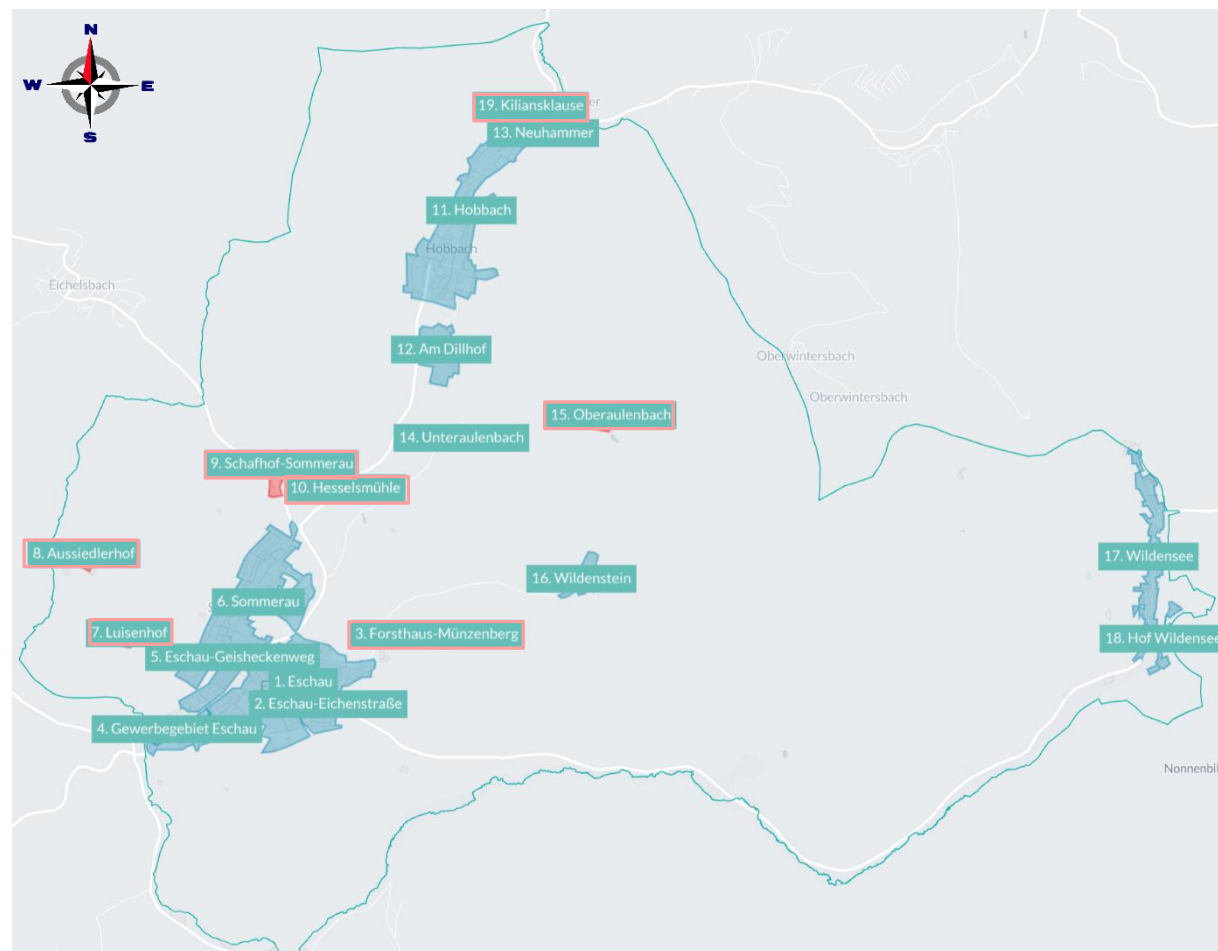 N
W
E
S
19. Kiliansklause
13. Neuhammer
11. Hobbach
Hobbach
Eichelsbach
12. Am Dillhof
Oberwintersbach
Oberwintersbach
15. Oberaulenbach
14. Unteraulenbach
9. Schafhof-Sommerau
10. Hesselsmühle
8. Aussiedlerhof
17. Wildensee
16. Wildenstein
6. Sommerau
7. Luisenhof
3. Forsthaus-Münzenberg
18. Hof Wildensee
5. Eschau-Geisheckenweg
1. Eschau
2. Eschau-Eichenstraße
4. Gewerbegebiet Eschau
Nonnenbil